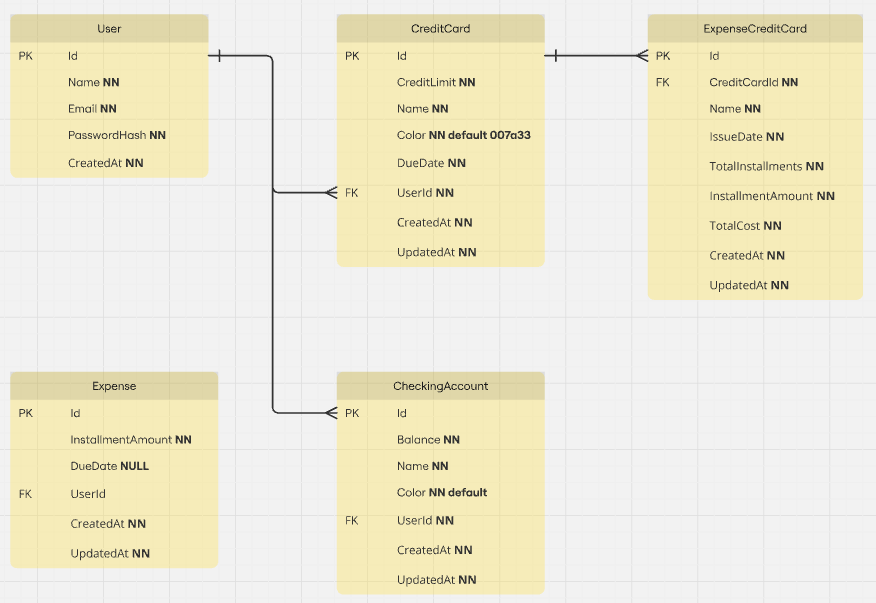 User
PK Id
Name NN
Email NN
PasswordHash NN
CreatedAt NN
CreditCard
PK Id
CreditLimit NN
Name NN
Color NN default 007a33
DueDate NN
FK UserId NN
CreatedAt NN
UpdatedAt NN
ExpenseCreditCard
PK Id
FK CreditCardId NN
Name NN
IssueDate NN
TotalInstallments NN
InstallmentAmount NN
TotalCost NN
CreatedAt NN
UpdatedAt NN
Expense
PK Id
InstallmentAmount NN
DueDate NULL
FK UserId
CreatedAt NN
UpdatedAt NN
CheckingAccount
PK Id
Balance NN
Name NN
Color NN default
FK UserId NN
CreatedAt NN
UpdatedAt NN